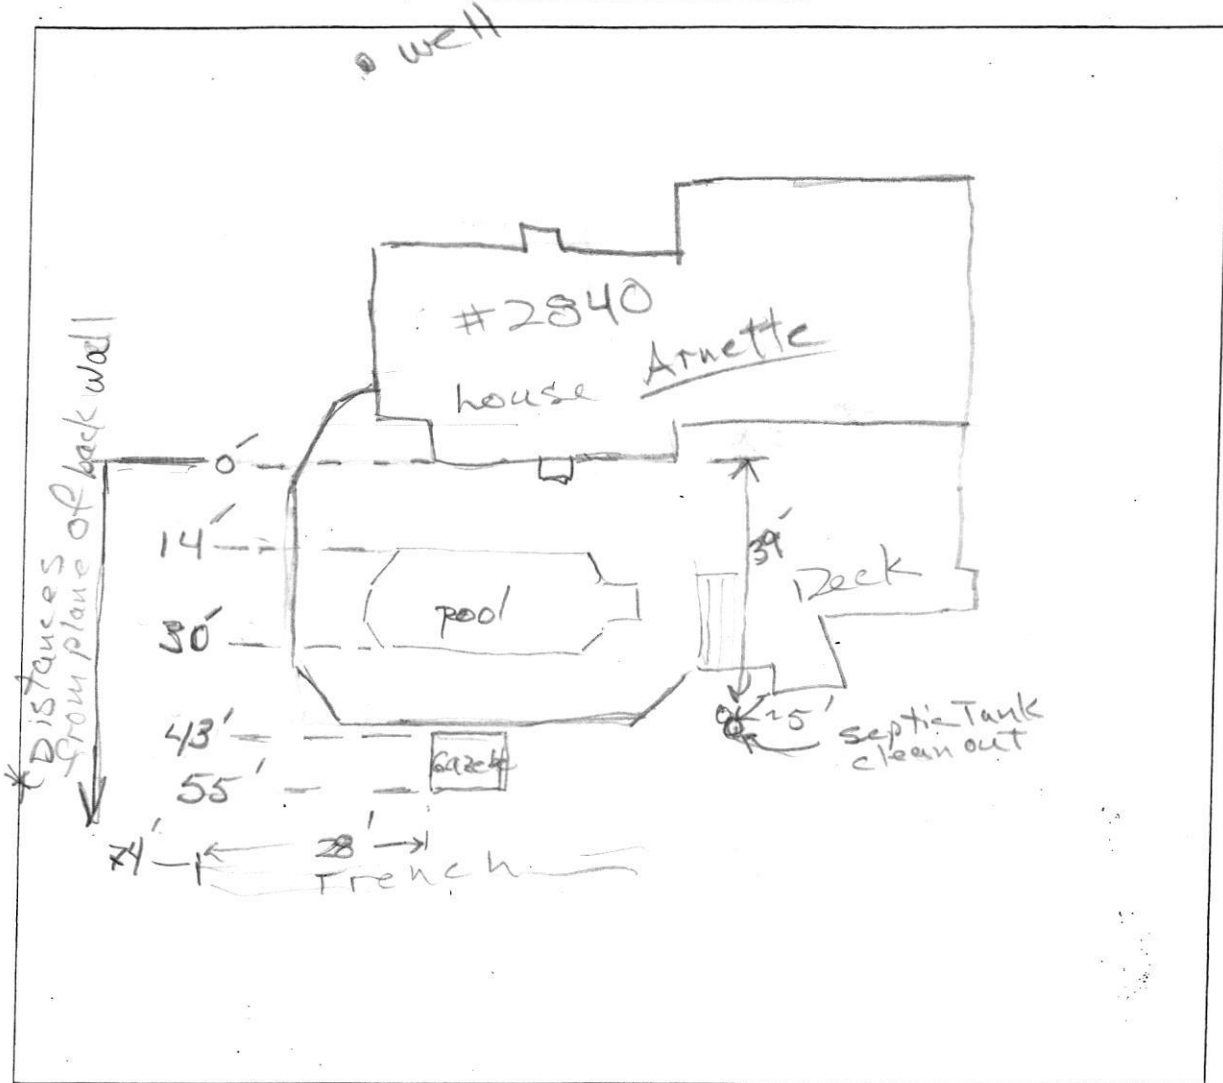 well
#2840
house Arnette
* Distances
from plane of back wall
0'
14'
pool
39'
Deck
30'
43'
Gazebo
5'
Septic Tank
clean out
55'
74'
28'
Trench